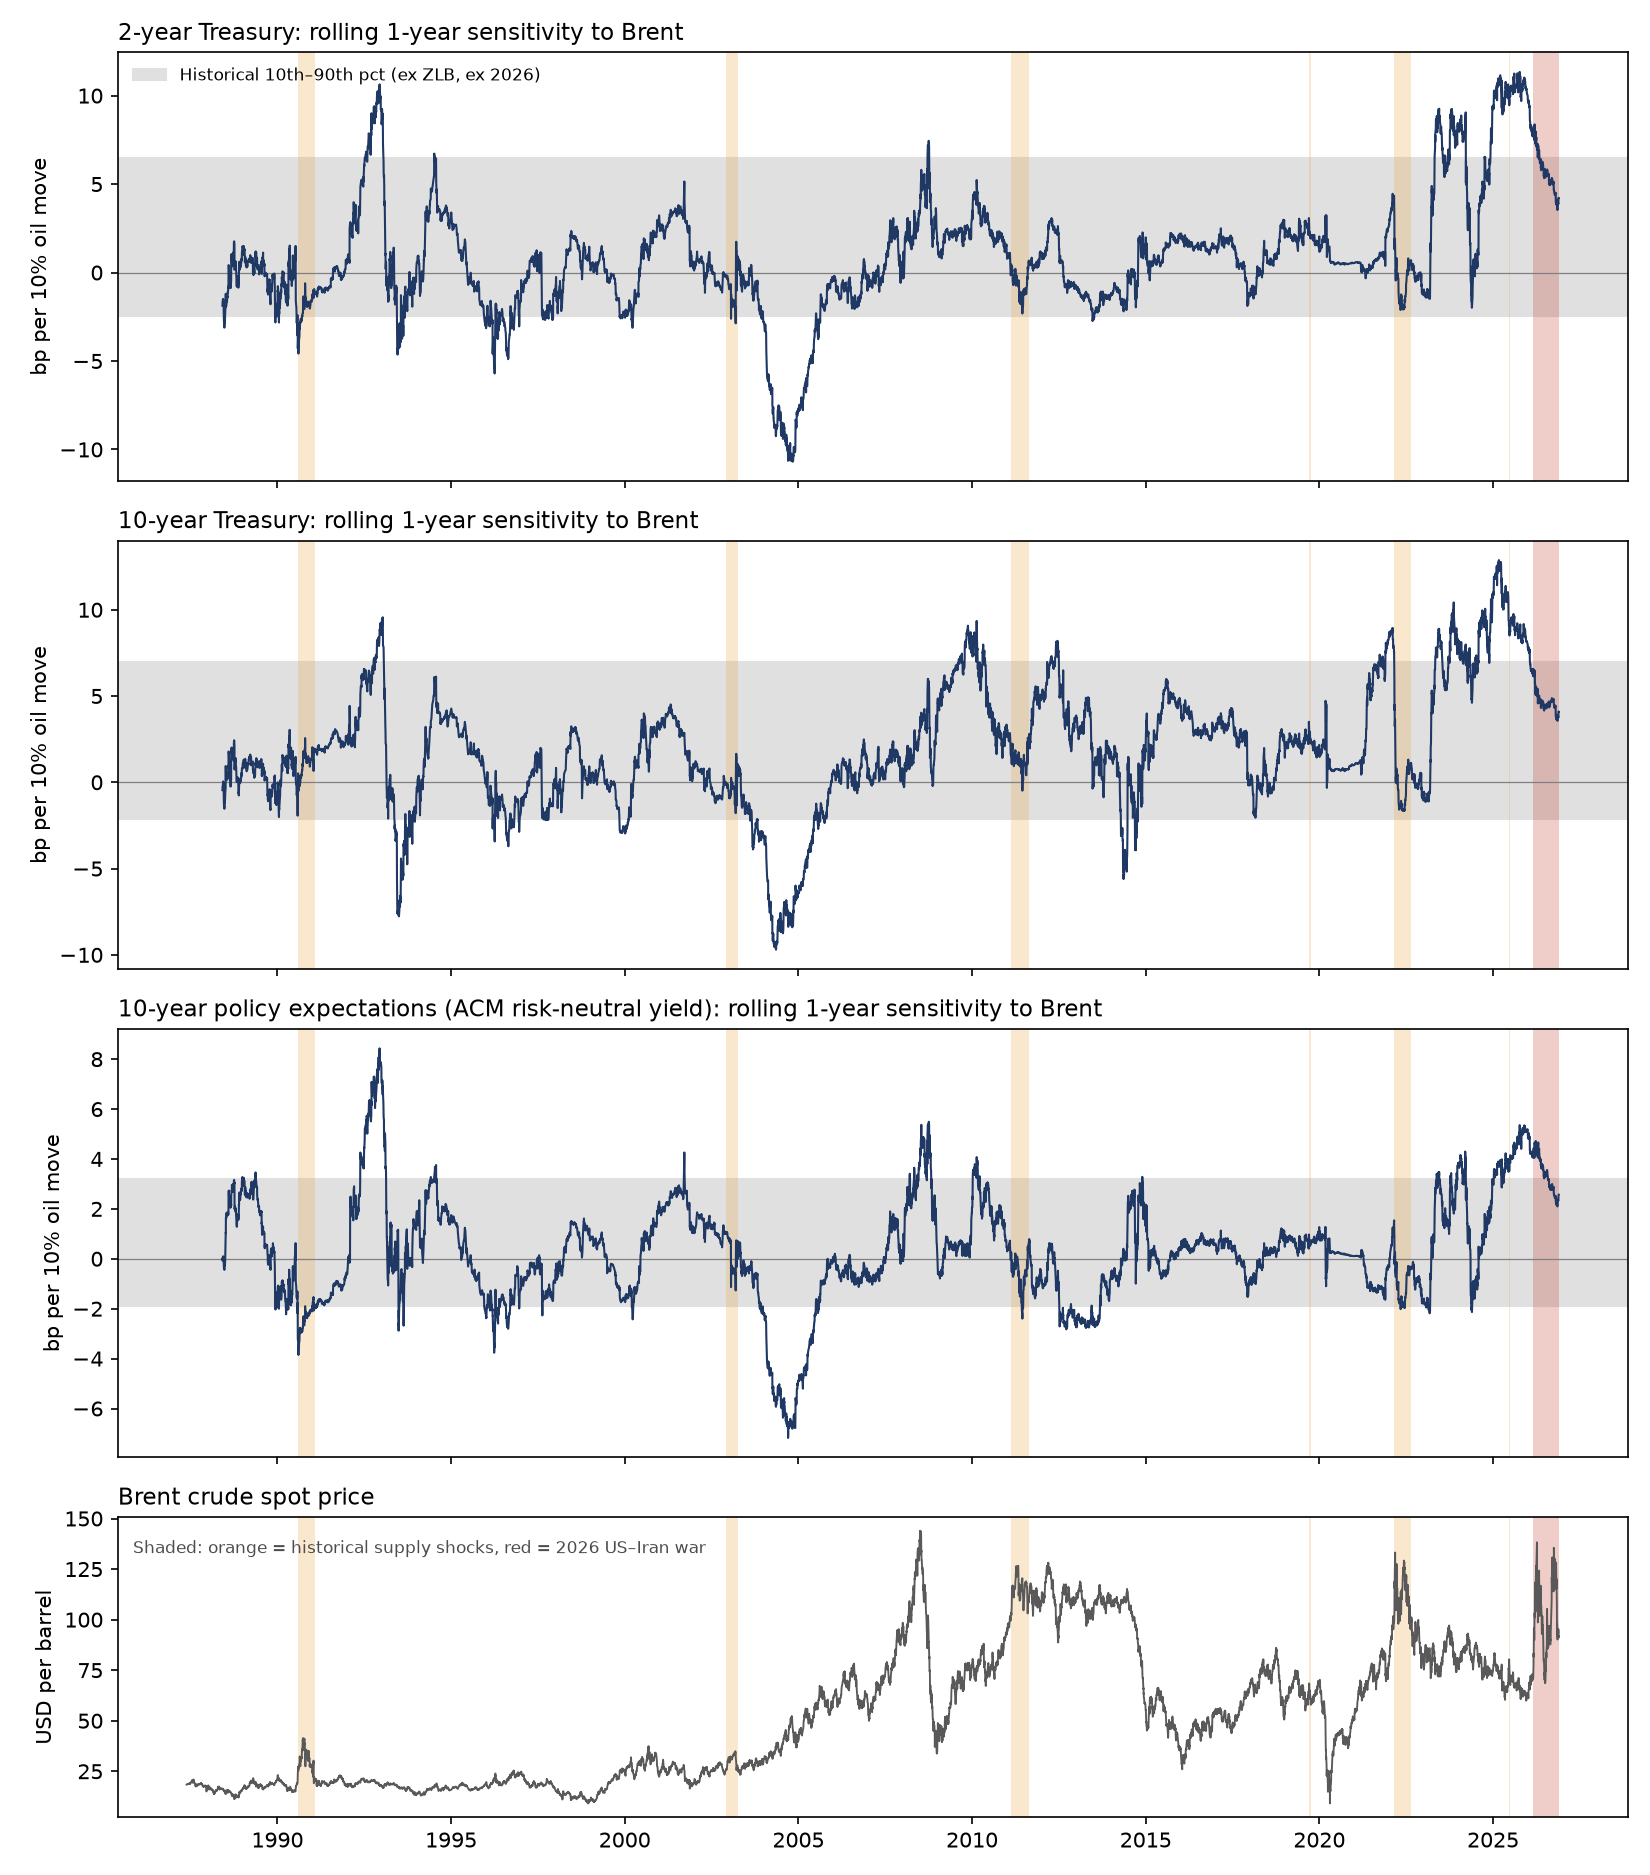 2-year Treasury: rolling 1-year sensitivity to Brent
Historical 10th–90th pct (ex ZLB, ex 2026)
bp per 10% oil move
10
5
0
−5
−10
10-year Treasury: rolling 1-year sensitivity to Brent
bp per 10% oil move
10
5
0
−5
−10
10-year policy expectations (ACM risk-neutral yield): rolling 1-year sensitivity to Brent
bp per 10% oil move
8
6
4
2
0
−2
−4
−6
Brent crude spot price
Shaded: orange = historical supply shocks, red = 2026 US–Iran war
USD per barrel
150
125
100
75
50
25
1990 1995 2000 2005 2010 2015 2020 2025